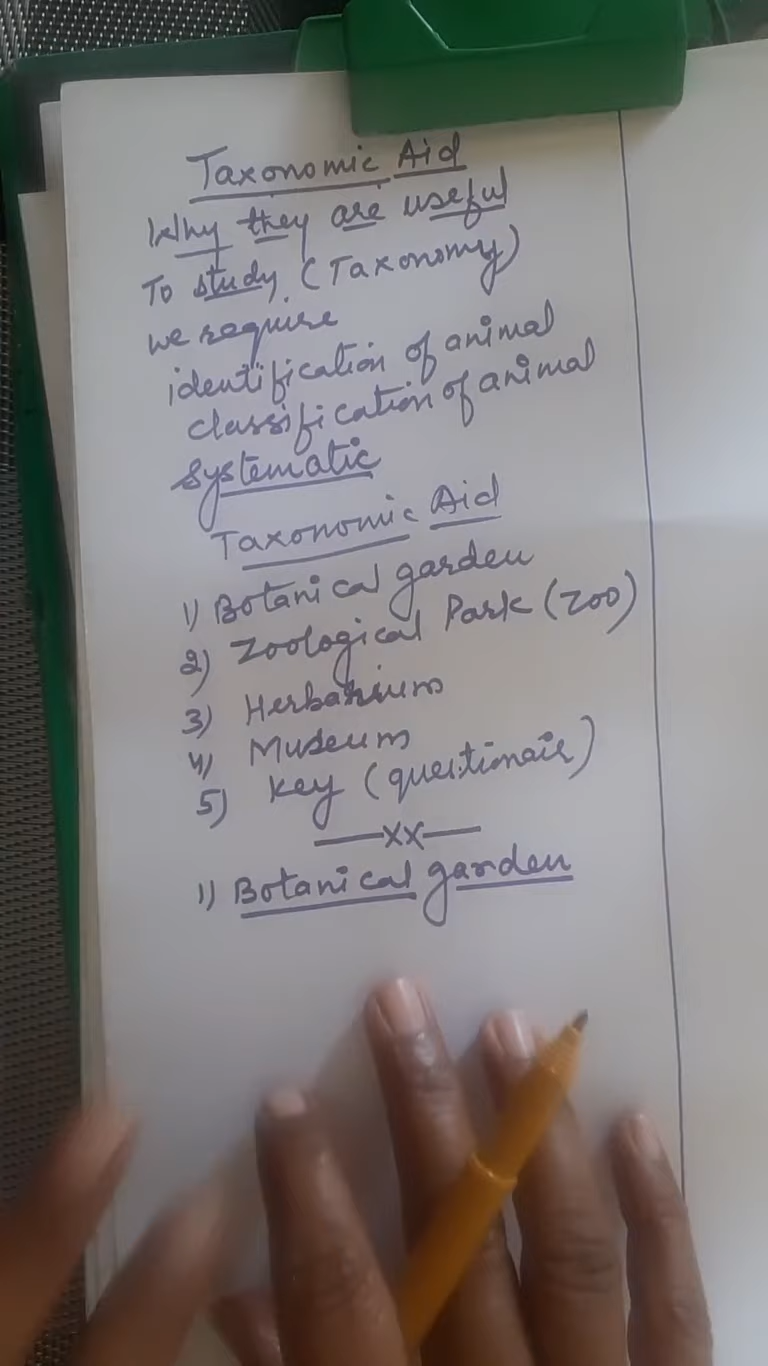 Taxonomic Aid
Why they are useful
To study (Taxonomy)
we require
identification of animal
classification of animal
Systematic
Taxonomic Aid
1) Botanical garden
2) Zoological Park (Zoo)
3) Herbarium
4) Museum
5) Key (questionair)
—xx—
1) Botanical garden